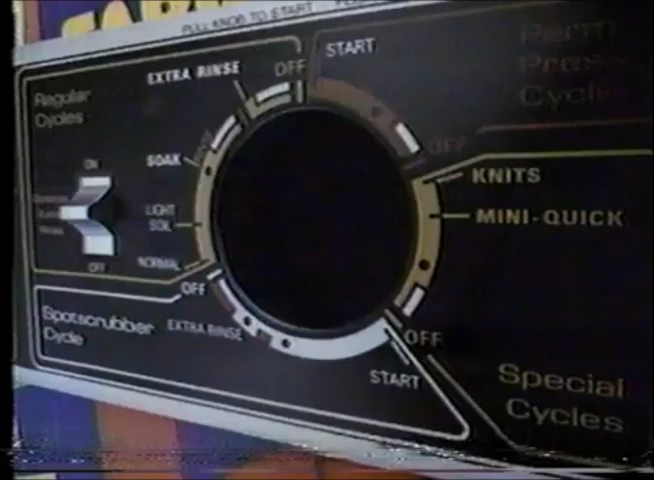 PULL KNOB TO START
START
OFF
EXTRA RINSE
Perm
Press
Cycles
Regular
Cycles
OFF
ON
SOAK
KNITS
LIGHT
SOIL
MINI-QUICK
OFF
NORMAL
OFF
Spotscrubber
Cycle
EXTRA RINSE
OFF
START
Special
Cycles